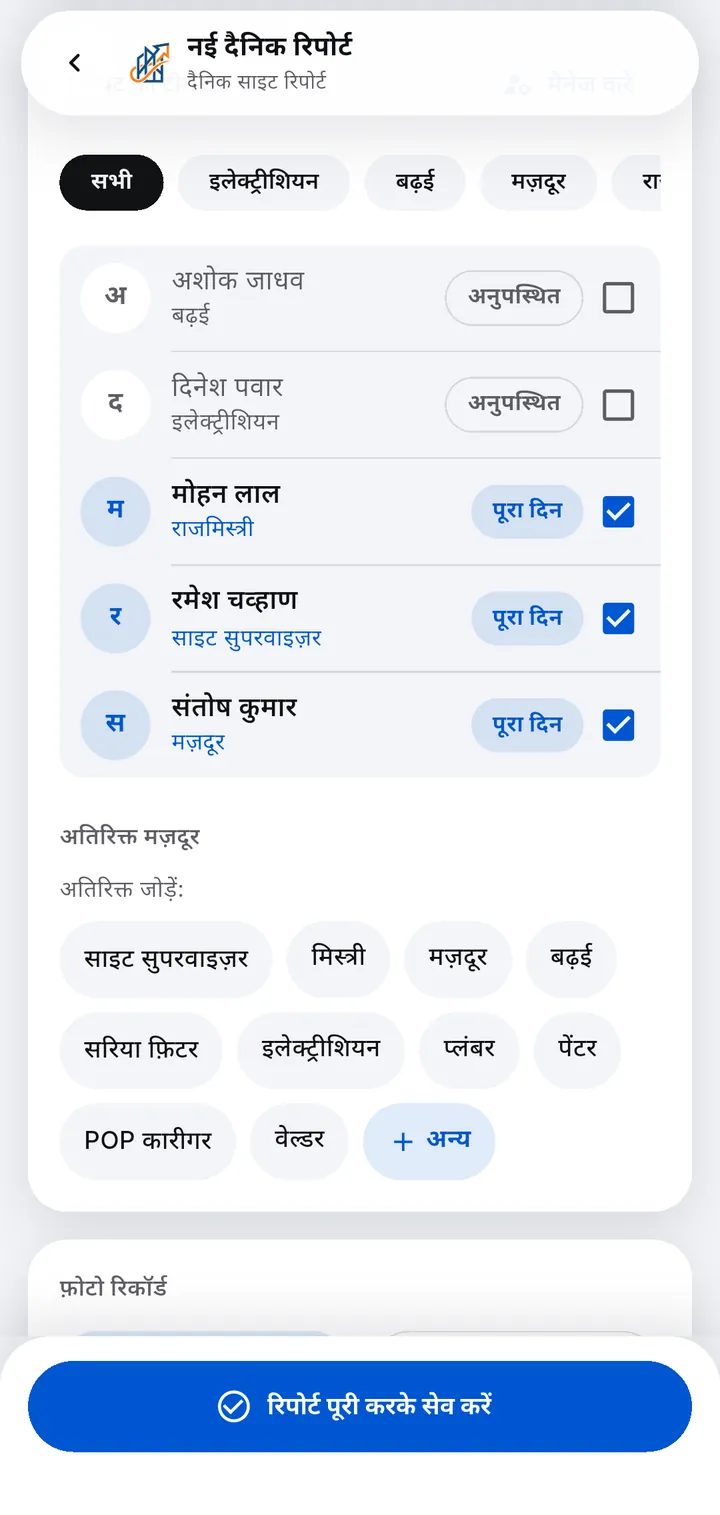 नई दैनिक रिपोर्ट
दैनिक साइट रिपोर्ट
मैनेज करें
सभी
इलेक्ट्रीशियन
बढ़ई
मज़दूर
अ
अशोक जाधव
बढ़ई
अनुपस्थित
द
दिनेश पवार
इलेक्ट्रीशियन
अनुपस्थित
म
मोहन लाल
राजमिस्त्री
पूरा दिन
र
रमेश चव्हाण
साइट सुपरवाइज़र
पूरा दिन
स
संतोष कुमार
मज़दूर
पूरा दिन
अतिरिक्त मज़दूर
अतिरिक्त जोड़ें:
साइट सुपरवाइज़र
मिस्त्री
मज़दूर
बढ़ई
सरिया फ़िटर
इलेक्ट्रीशियन
प्लंबर
पेंटर
POP कारीगर
वेल्डर
+ अन्य
फ़ोटो रिकॉर्ड
रिपोर्ट पूरी करके सेव करें